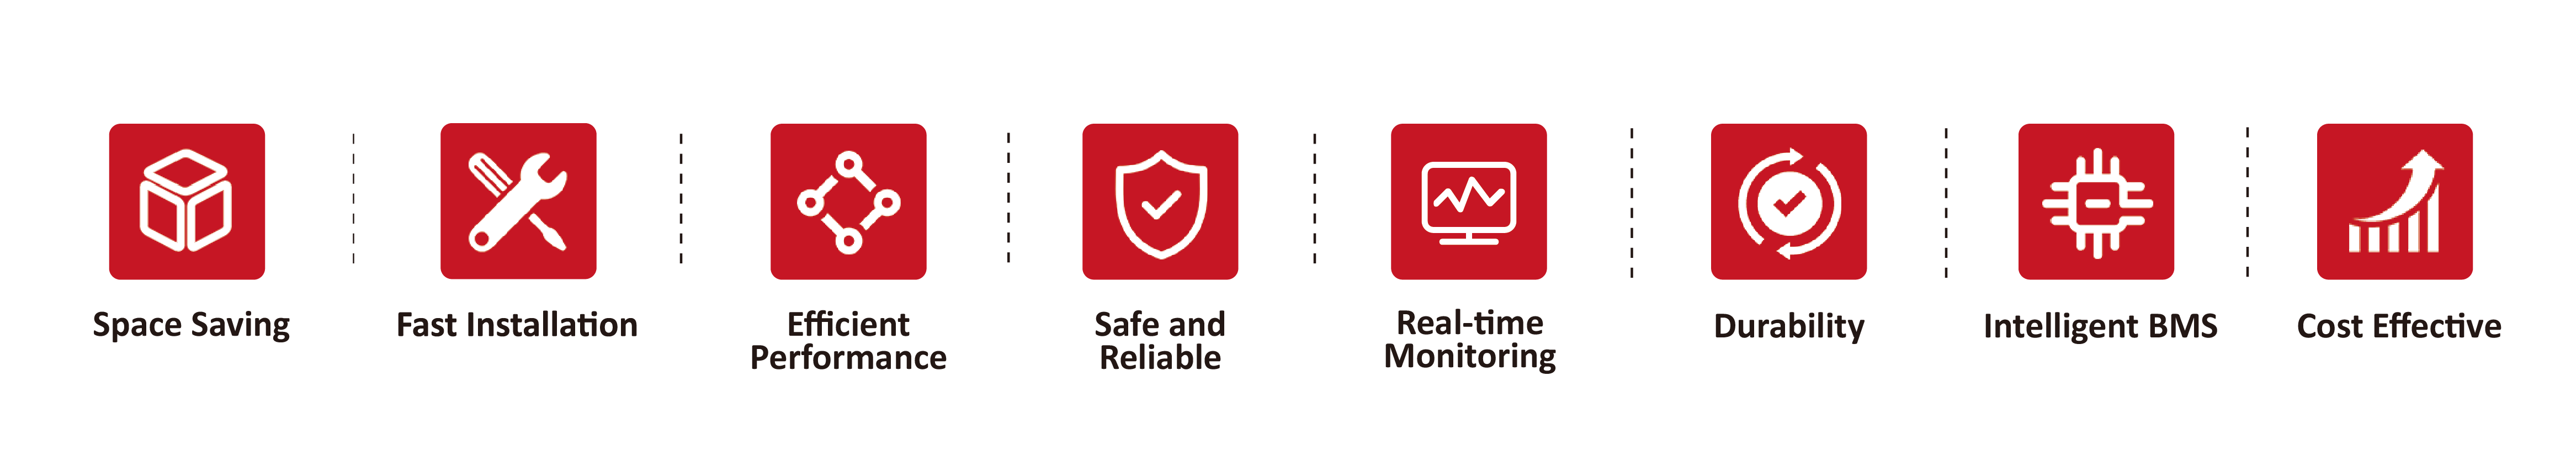 Space Saving
Fast Installation
Efficient
Performance
Safe and
Reliable
Real-time
Monitoring
Durability
Intelligent BMS
Cost Effective